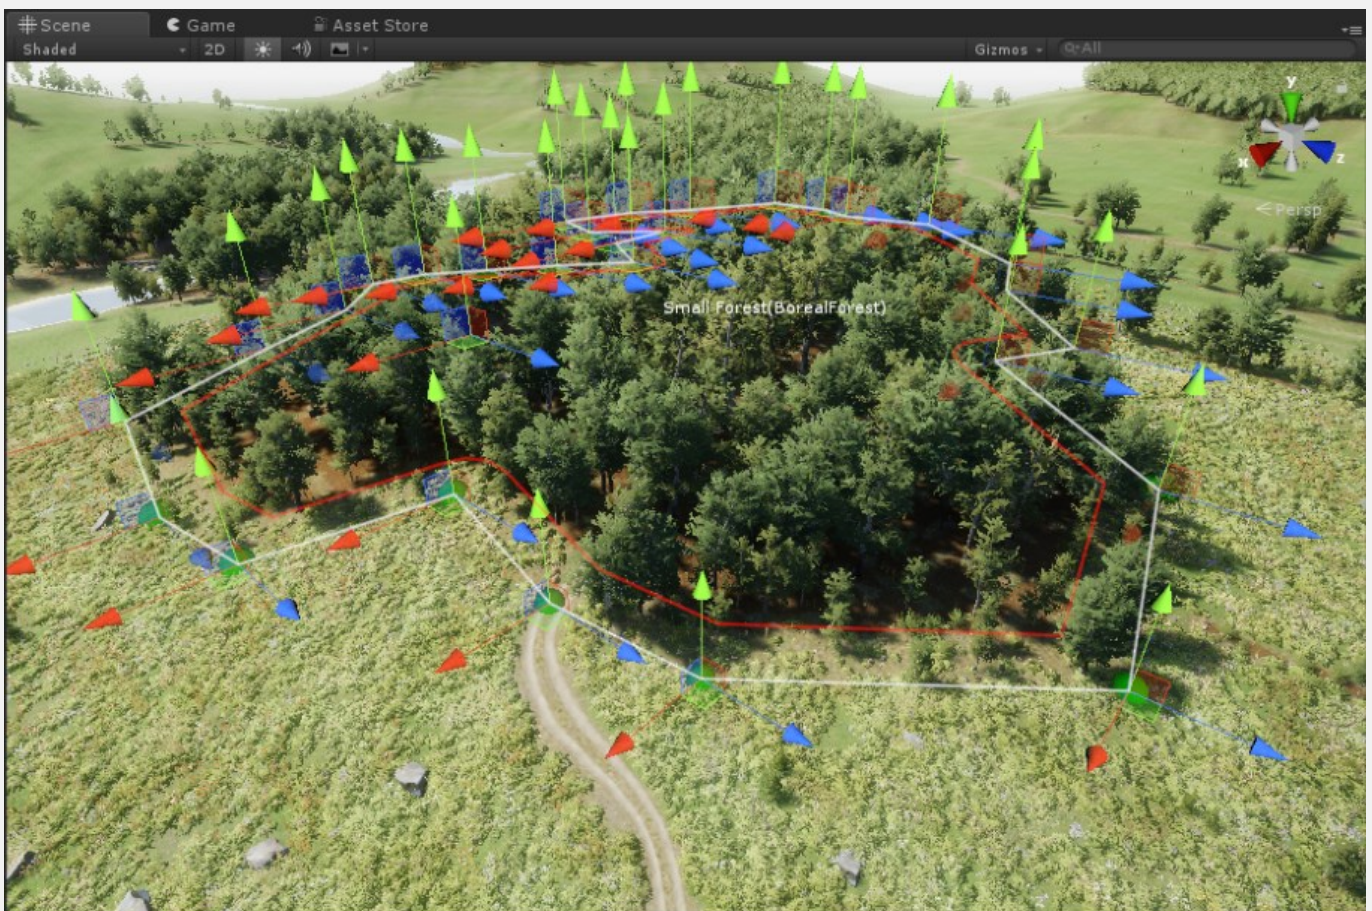 Scene
Game
Asset Store
Shaded
2D
Gizmos
All
y
x
z
Persp
Small Forest(BorealForest)